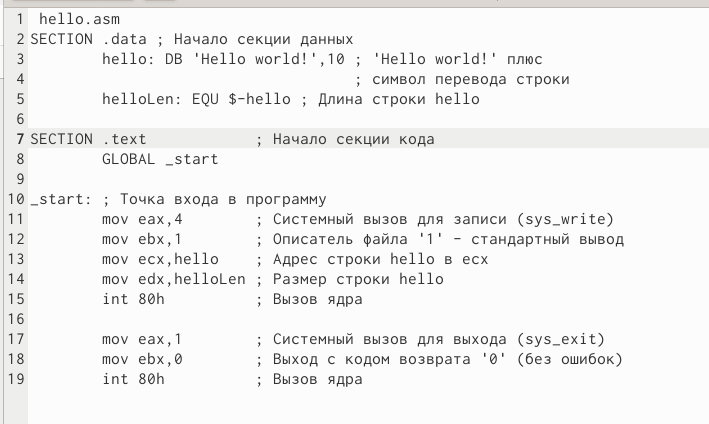 1 hello.asm
2 SECTION .data ; Начало секции данных
3 hello: DB 'Hello world!',10 ; 'Hello world!' плюс
4 ; символ перевода строки
5 helloLen: EQU $-hello ; Длина строки hello
6
7 SECTION .text ; Начало секции кода
8 GLOBAL _start
9
10 _start: ; Точка входа в программу
11 mov eax,4 ; Системный вызов для записи (sys_write)
12 mov ebx,1 ; Описатель файла '1' - стандартный вывод
13 mov ecx,hello ; Адрес строки hello в ecx
14 mov edx,helloLen ; Размер строки hello
15 int 80h ; Вызов ядра
16
17 mov eax,1 ; Системный вызов для выхода (sys_exit)
18 mov ebx,0 ; Выход с кодом возврата '0' (без ошибок)
19 int 80h ; Вызов ядра